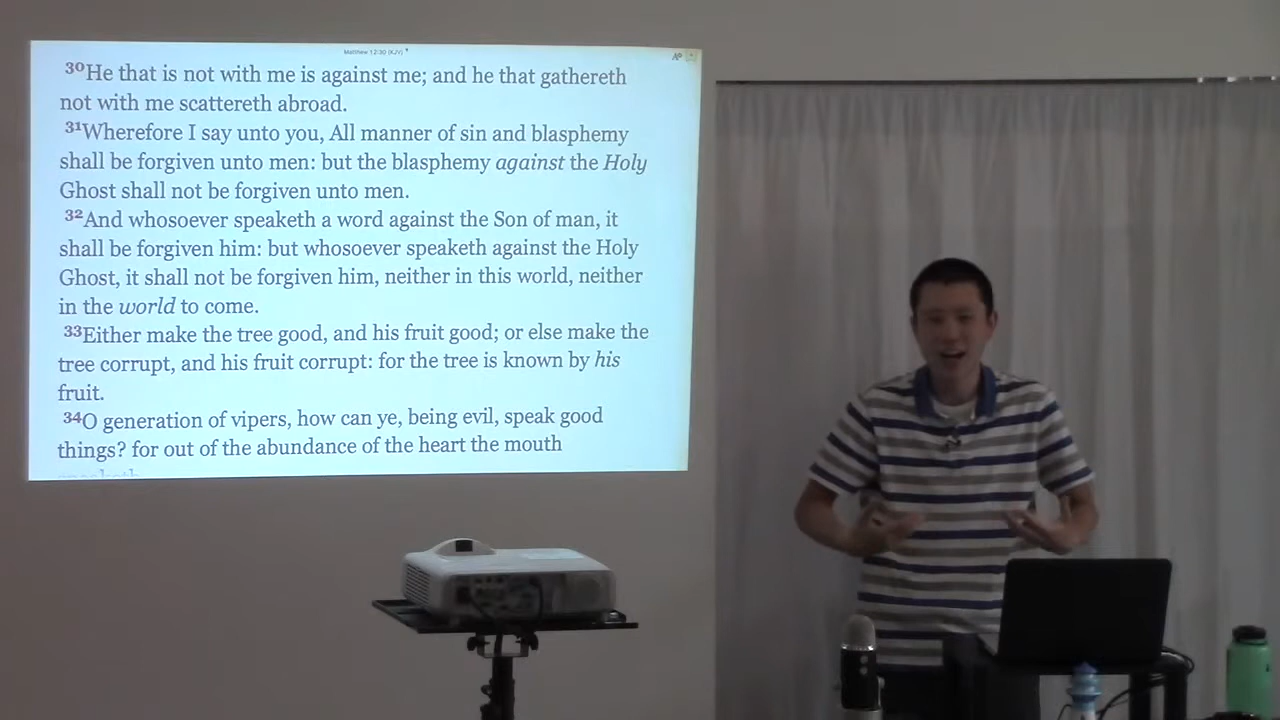 Matthew 12:30 (KJV)
30He that is not with me is against me; and he that gathereth
not with me scattereth abroad.
31Wherefore I say unto you, All manner of sin and blasphemy
shall be forgiven unto men: but the blasphemy against the Holy
Ghost shall not be forgiven unto men.
32And whosoever speaketh a word against the Son of man, it
shall be forgiven him: but whosoever speaketh against the Holy
Ghost, it shall not be forgiven him, neither in this world, neither
in the world to come.
33Either make the tree good, and his fruit good; or else make the
tree corrupt, and his fruit corrupt: for the tree is known by his
fruit.
34O generation of vipers, how can ye, being evil, speak good
things? for out of the abundance of the heart the mouth